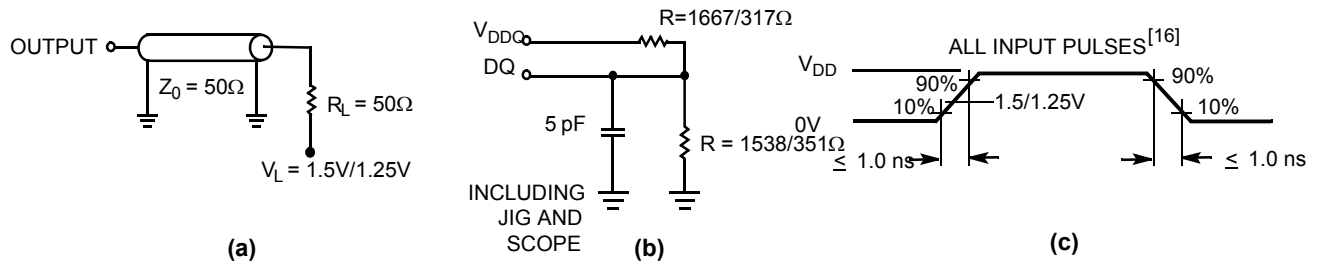 OUTPUT
Z0 = 50Ω
RL = 50Ω
VL = 1.5V/1.25V
(a)
R=1667/317Ω
VDDQ
DQ
5 pF
R = 1538/351Ω
INCLUDING
JIG AND
SCOPE
(b)
ALL INPUT PULSES[16]
VDD
90%
10%
0V
1.5/1.25V
90%
10%
≤ 1.0 ns
≤ 1.0 ns
(c)